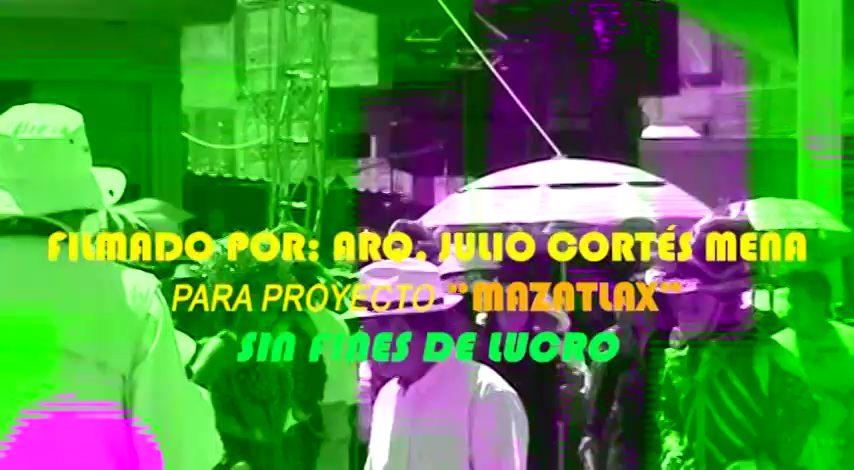 FILMADO POR: ARQ. JULIO CORTÉS MENA
PARA PROYECTO "MAZATLAX"
SIN FINES DE LUCRO